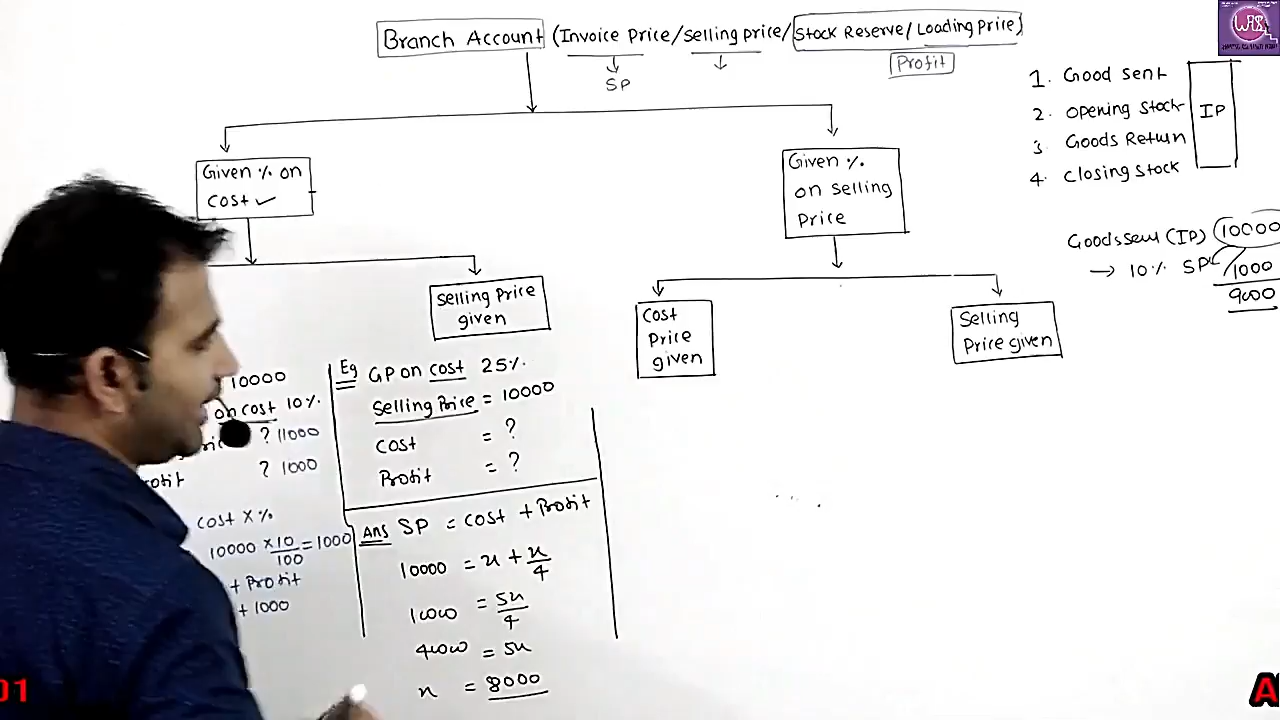 Branch Account (Invoice Price/Selling price/Stock Reserve/Loading Price)
SP
Profit
1. Good Sent
2. Opening Stock
3 Goods Return
4. Closing Stock
IP
Given % on
Cost ✓
Given %
on Selling
Price
Goods Sent (IP) 10000
→ 10% SP 1000
9000
Selling Price
given
Cost
Price
given
Selling
Price given
10000
on cost 10%
? 11000
? 1000
cost X %
10000 × 10/100 = 1000
+ Profit
+ 1000
Eg GP on cost 25%
Selling Price = 10000
Cost = ?
Profit = ?
Ans SP = Cost + Profit
10000 = x + x/4
10000 = 5x/4
40000 = 5x
x = 8000
01
A